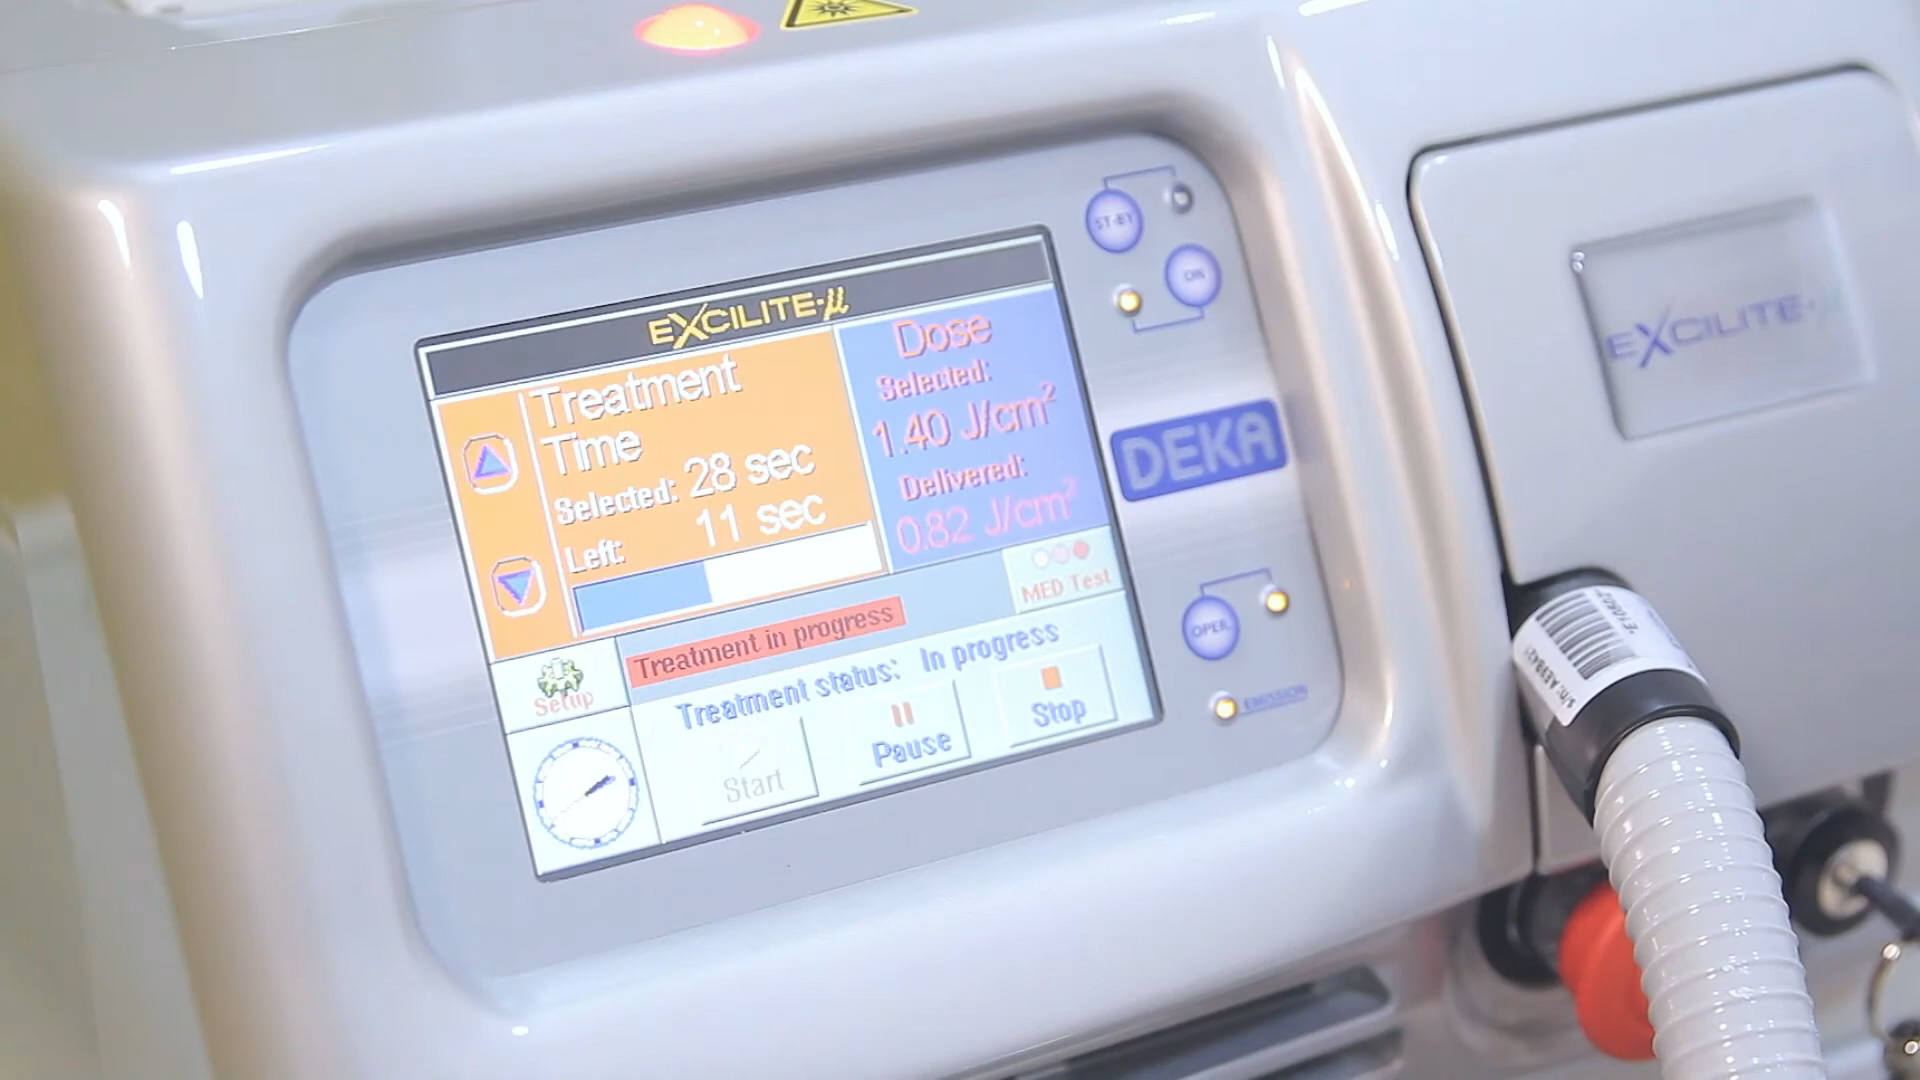 EXCILITE-µ
Treatment
Time
Selected: 28 sec
Left: 11 sec
Dose
Selected:
1.40 J/cm²
Delivered:
0.82 J/cm²
MED Test
Treatment in progress
Setup
Treatment status: In progress
Start
Pause
Stop
ST-BY
ON
DEKA
OPER
EMISSION
EXCILITE-µ